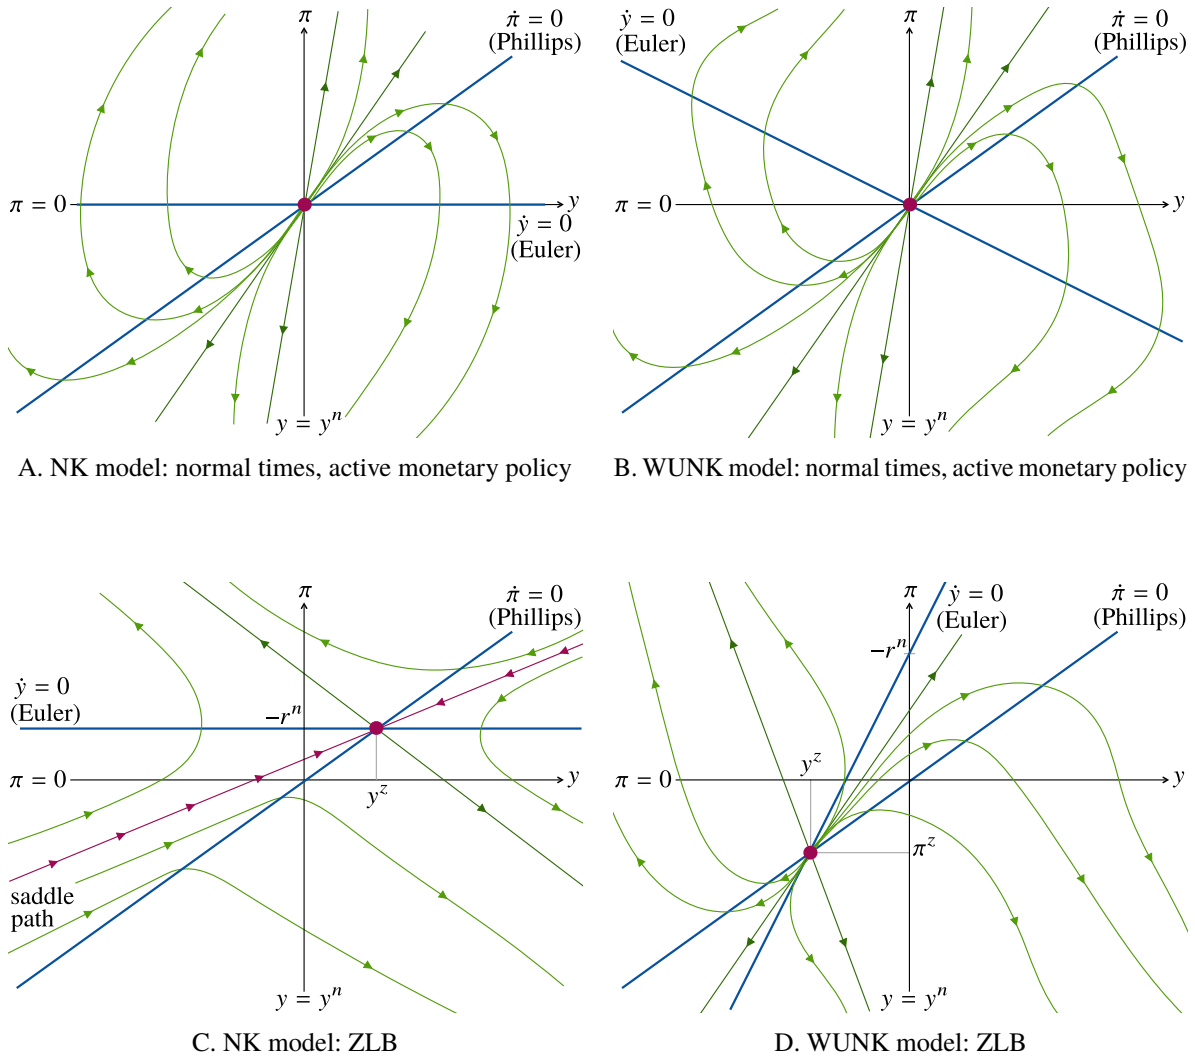 π
π̇ = 0
(Phillips)
π = 0
y
ẏ = 0
(Euler)
y = yⁿ
A. NK model: normal times, active monetary policy
ẏ = 0
(Euler)
π
π̇ = 0
(Phillips)
π = 0
y
y = yⁿ
B. WUNK model: normal times, active monetary policy
π
π̇ = 0
(Phillips)
ẏ = 0
(Euler)
−rⁿ
π = 0
y
yᶻ
saddle
path
y = yⁿ
C. NK model: ZLB
π
ẏ = 0
(Euler)
π̇ = 0
(Phillips)
−rⁿ
yᶻ
π = 0
y
πᶻ
y = yⁿ
D. WUNK model: ZLB